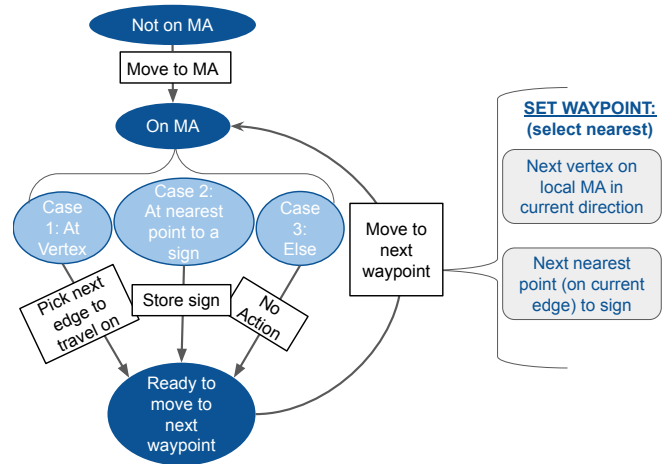 Not on MA
Move to MA
On MA
Case
1: At
Vertex
Case 2:
At nearest
point to a
sign
Case
3: Else
Pick next
edge to
travel on
Store sign
No
Action
Ready to
move to
next
waypoint
Move to
next
waypoint
SET WAYPOINT:
(select nearest)
Next vertex on
local MA in
current direction
Next nearest
point (on current
edge) to sign